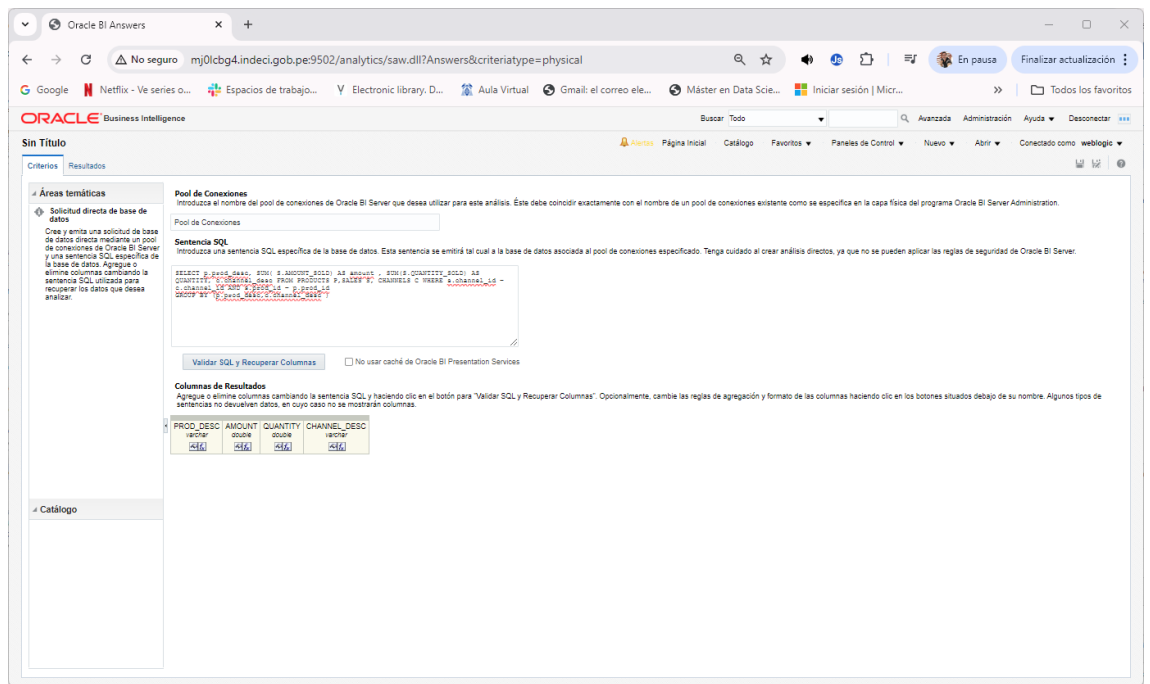 Oracle BI Answers
No seguro mj0lcbg4.indeci.gob.pe:9502/analytics/saw.dll?Answers&criteriatype=physical
En pausa
Finalizar actualización
Google
Netflix - Ve series o...
Espacios de trabajo...
Electronic library. D...
Aula Virtual
Gmail: el correo ele...
Máster en Data Scie...
Iniciar sesión | Micr...
Todos los favoritos
ORACLE Business Intelligence
Buscar Todo
Avanzada Administración Ayuda Desconectar
Sin Título
Alertas Página Inicial Catálogo Favoritos Paneles de Control Nuevo Abrir Conectado como weblogic
Criterios Resultados
Áreas temáticas
Solicitud directa de base de
datos
Cree y emita una solicitud de base
de datos directa mediante un pool
de conexiones de Oracle BI Server
y una sentencia SQL específica de
la base de datos. Agregue o
elimine columnas cambiando la
sentencia SQL utilizada para
recuperar los datos que desea
analizar.
Catálogo
Pool de Conexiones
Introduzca el nombre del pool de conexiones de Oracle BI Server que desea utilizar para este análisis. Éste debe coincidir exactamente con el nombre de un pool de conexiones existente como se especifica en la capa física del programa Oracle BI Server Administration.
Pool de Conexiones
Sentencia SQL
Introduzca una sentencia SQL específica de la base de datos. Esta sentencia se emitirá tal cual a la base de datos asociada al pool de conexiones especificado. Tenga cuidado al crear análisis directos, ya que no se pueden aplicar las reglas de seguridad de Oracle BI Server.
SELECT p.prod_desc, SUM( S.AMOUNT_SOLD) AS amount , SUM(S.QUANTITY_SOLD) AS
QUANTITY, c.channel_desc FROM PRODUCTS P,SALES S, CHANNELS C WHERE s.channel_id =
c.channel_id AND s.prod_id = p.prod_id
GROUP BY (p.prod_desc,c.channel_desc )
Validar SQL y Recuperar Columnas
No usar caché de Oracle BI Presentation Services
Columnas de Resultados
Agregue o elimine columnas cambiando la sentencia SQL y haciendo clic en el botón para "Validar SQL y Recuperar Columnas". Opcionalmente, cambie las reglas de agregación y formato de las columnas haciendo clic en los botones situados debajo de su nombre. Algunos tipos de
sentencias no devuelven datos, en cuyo caso no se mostrarán columnas.
PROD_DESC AMOUNT QUANTITY CHANNEL_DESC
varchar double double varchar